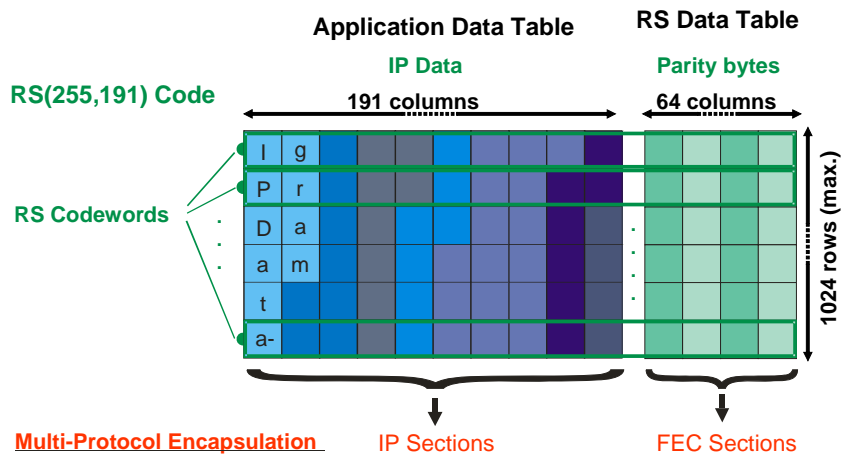 Application Data Table
RS Data Table
IP Data
Parity bytes
RS(255,191) Code
191 columns
64 columns
I g
P r
RS Codewords
D a
a m
t
a-
1024 rows (max.)
Multi-Protocol Encapsulation
IP Sections
FEC Sections